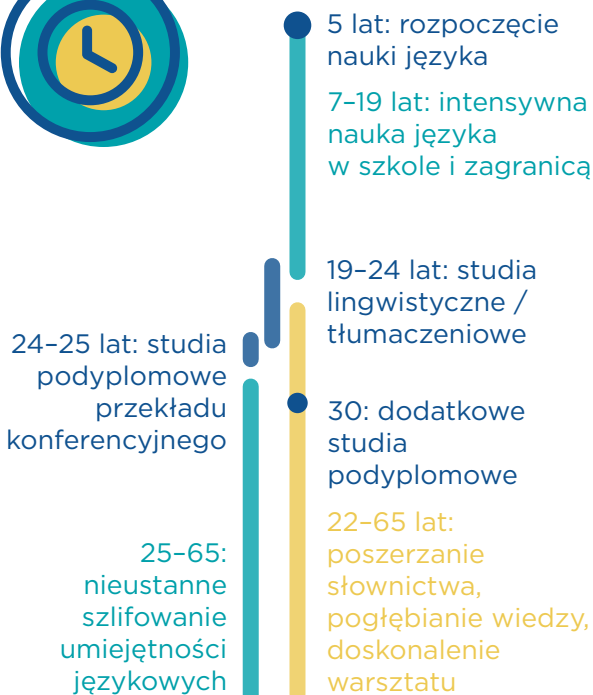 5 lat: rozpoczęcie
nauki języka
7–19 lat: intensywna
nauka języka
w szkole i zagranicą
19–24 lat: studia
lingwistyczne /
tłumaczeniowe
24–25 lat: studia
podyplomowe
przekładu
konferencyjnego
30: dodatkowe
studia
podyplomowe
22–65 lat:
poszerzanie
słownictwa,
pogłębianie wiedzy,
doskonalenie
warsztatu
25–65:
nieustanne
szlifowanie
umiejętności
językowych